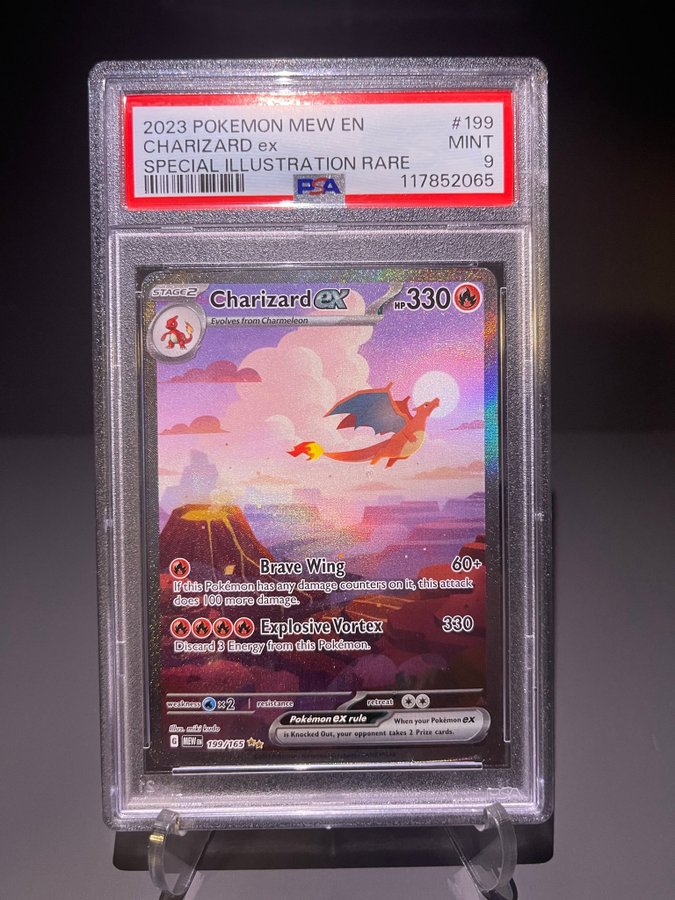 2023 POKEMON MEW EN #199
CHARIZARD ex MINT
SPECIAL ILLUSTRATION RARE 9
PSA 117852065
STAGE2 Charizard ex HP330
Evolves from Charmeleon
Brave Wing 60+
If this Pokémon has any damage counters on it, this attack
does 100 more damage.
Explosive Vortex 330
Discard 3 Energy from this Pokémon.
weakness ×2 resistance retreat
Pokémon ex rule When your Pokémon ex
is Knocked Out, your opponent takes 2 Prize cards.
Illus. miki kudo
G MEW EN 199/165